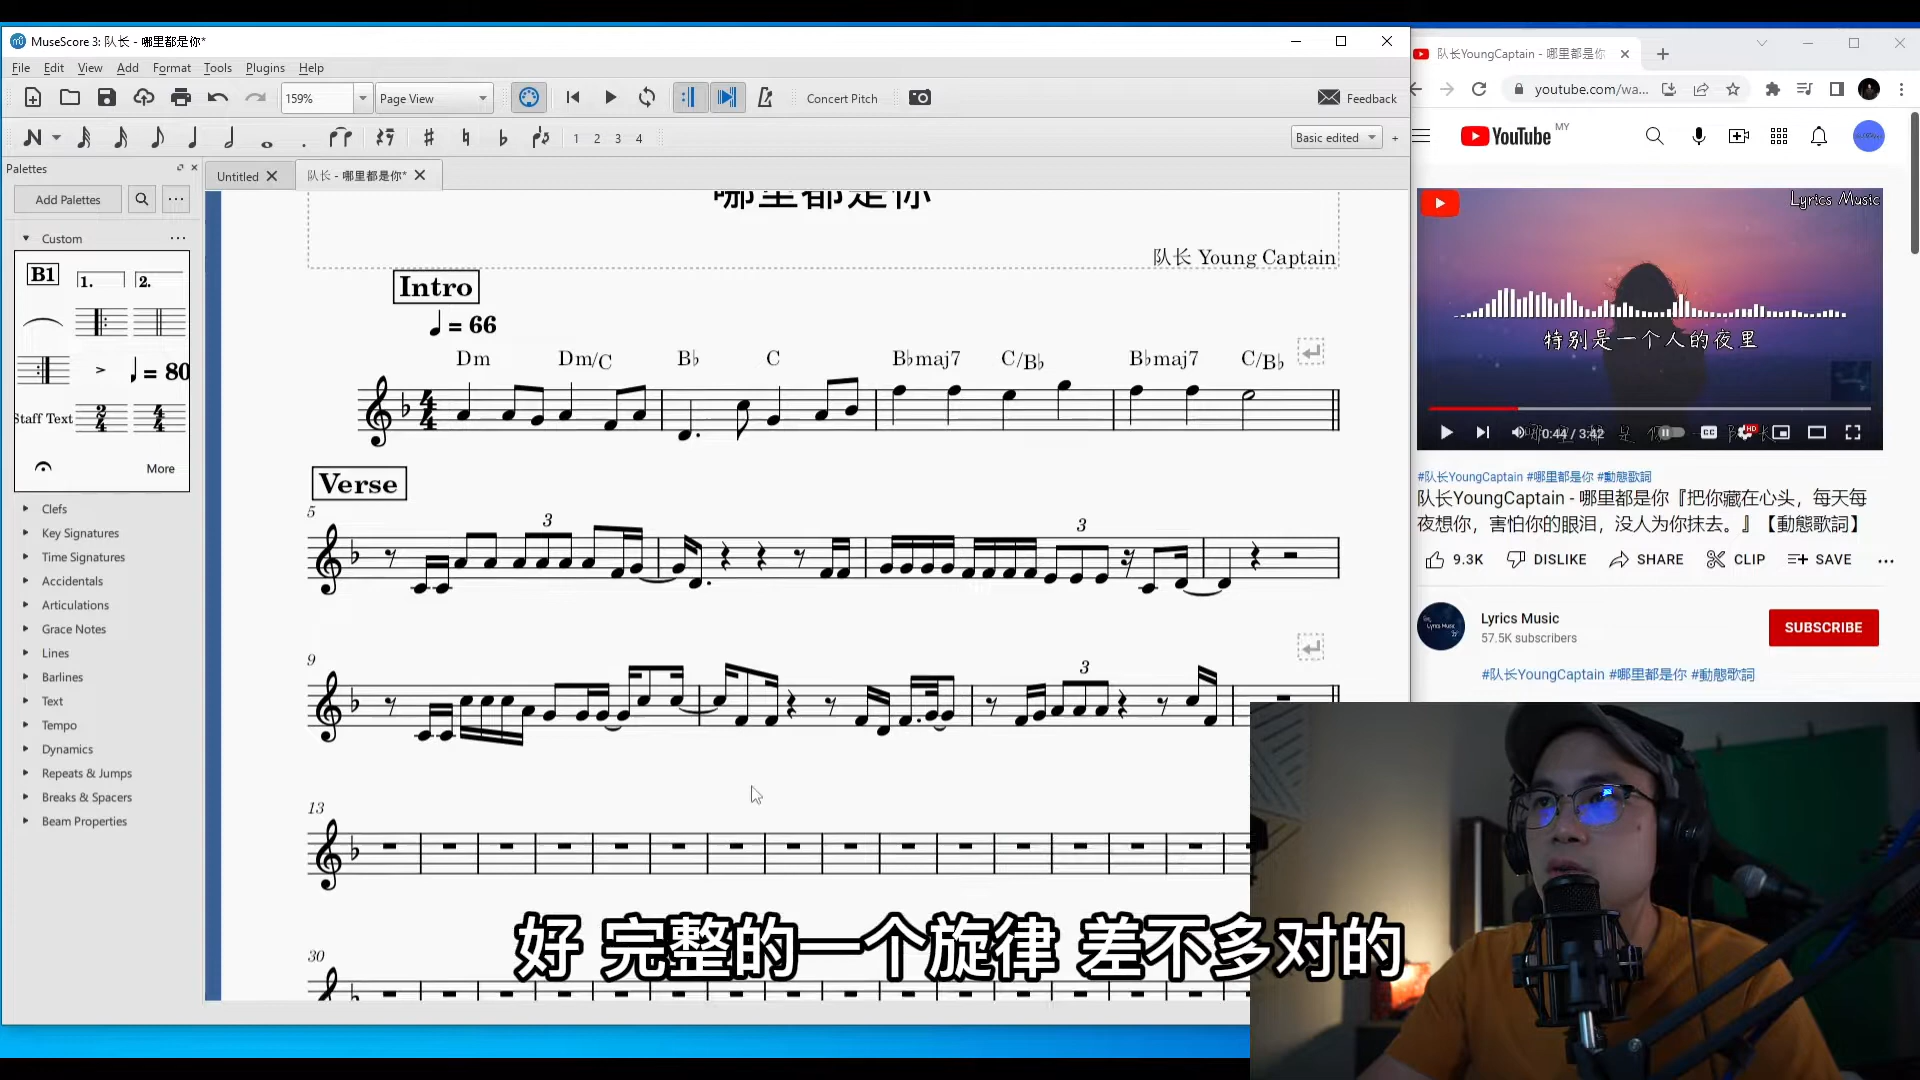 MuseScore 3: 队长 - 哪里都是你*
File Edit View Add Format Tools Plugins Help
159% Page View Concert Pitch Feedback
1 2 3 4 Basic edited +
Palettes
Add Palettes
Custom
B1 1. 2.
= 80
Staff Text 2/4 4/4
More
Clefs
Key Signatures
Time Signatures
Accidentals
Articulations
Grace Notes
Lines
Barlines
Text
Tempo
Dynamics
Repeats & Jumps
Breaks & Spacers
Beam Properties
Untitled 队长 - 哪里都是你*
哪里都是你
队长 Young Captain
Intro
= 66
Dm Dm/C B♭ C B♭maj7 C/B♭ B♭maj7 C/B♭
Verse
5
3 3
9
3
13
30
好 完整的一个旋律 差不多对的
队长YoungCaptain - 哪里都是你
youtube.com/wa...
YouTube MY
Lyrics Music
特别是一个人的夜里
0:44 / 3:42
CC HD
#队长YoungCaptain #哪里都是你 #動態歌詞
队长YoungCaptain - 哪里都是你『把你藏在心头，每天每
夜想你，害怕你的眼泪，没人为你抹去。』【動態歌詞】
9.3K DISLIKE SHARE CLIP SAVE
Lyrics Music
57.5K subscribers
SUBSCRIBE
#队长YoungCaptain #哪里都是你 #動態歌詞